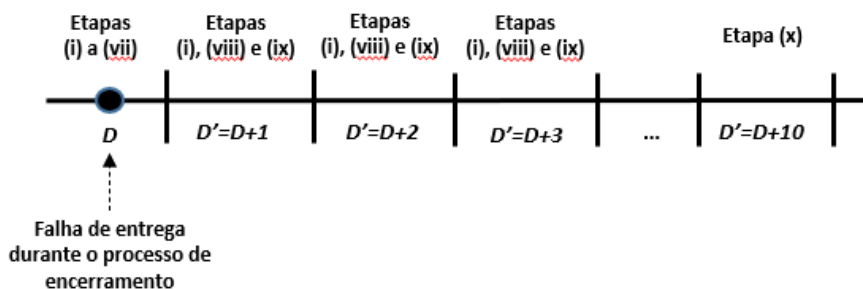 Etapas
(i) a (vii)
Etapas
(i), (viii) e (ix)
Etapas
(i), (viii) e (ix)
Etapas
(i), (viii) e (ix)
Etapa (x)
D
D'=D+1
D'=D+2
D'=D+3
...
D'=D+10
Falha de entrega
durante o processo de
encerramento